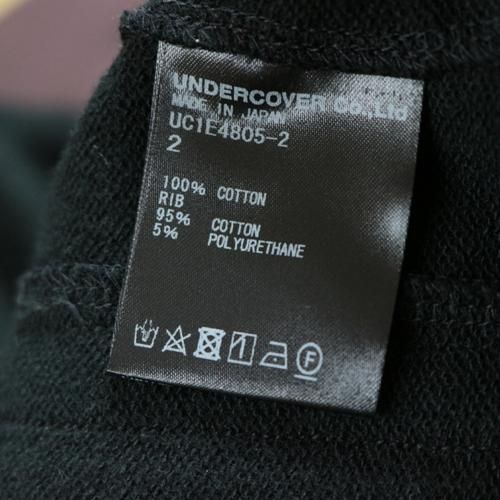 UNDERCOVER Co.,Ltd
MADE IN JAPAN
UC1E4805-2
2
100% COTTON
RIB
95% COTTON
5% POLYURETHANE
F